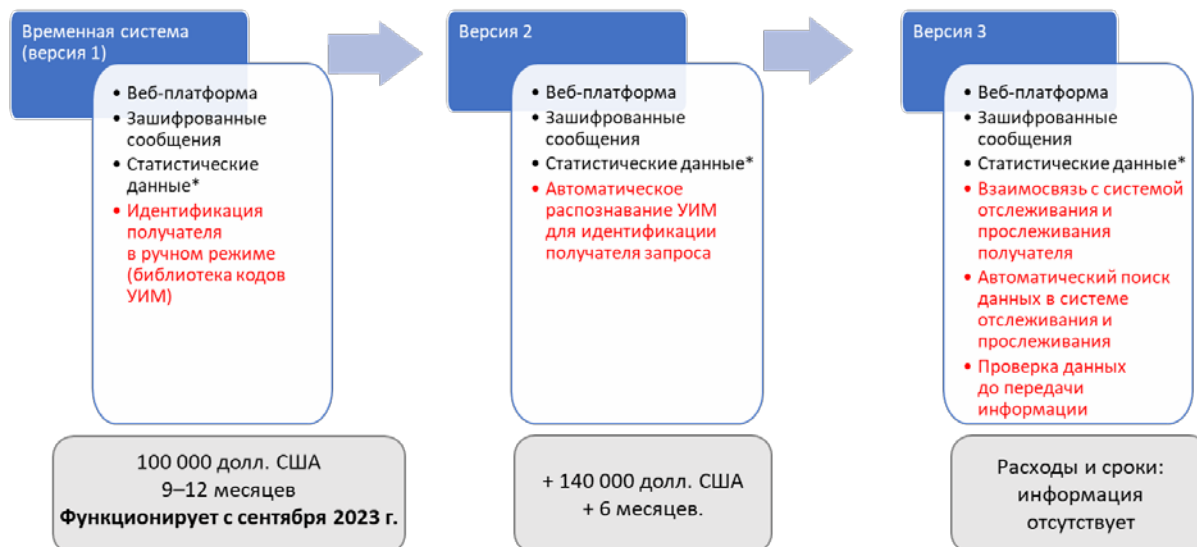 Временная система
(версия 1)
• Веб-платформа
• Зашифрованные
сообщения
• Статистические
данные*
• Идентификация
получателя
в ручном режиме
(библиотека кодов
УИМ)
100 000 долл. США
9–12 месяцев
Функционирует с сентября 2023 г.
Версия 2
• Веб-платформа
• Зашифрованные
сообщения
• Статистические данные*
• Автоматическое
распознавание УИМ
для идентификации
получателя запроса
+ 140 000 долл. США
+ 6 месяцев.
Версия 3
• Веб-платформа
• Зашифрованные
сообщения
• Статистические данные*
• Взаимосвязь с системой
отслеживания и
прослеживания
получателя
• Автоматический поиск
данных в системе
отслеживания и
прослеживания
• Проверка данных
до передачи
информации
Расходы и сроки:
информация
отсутствует